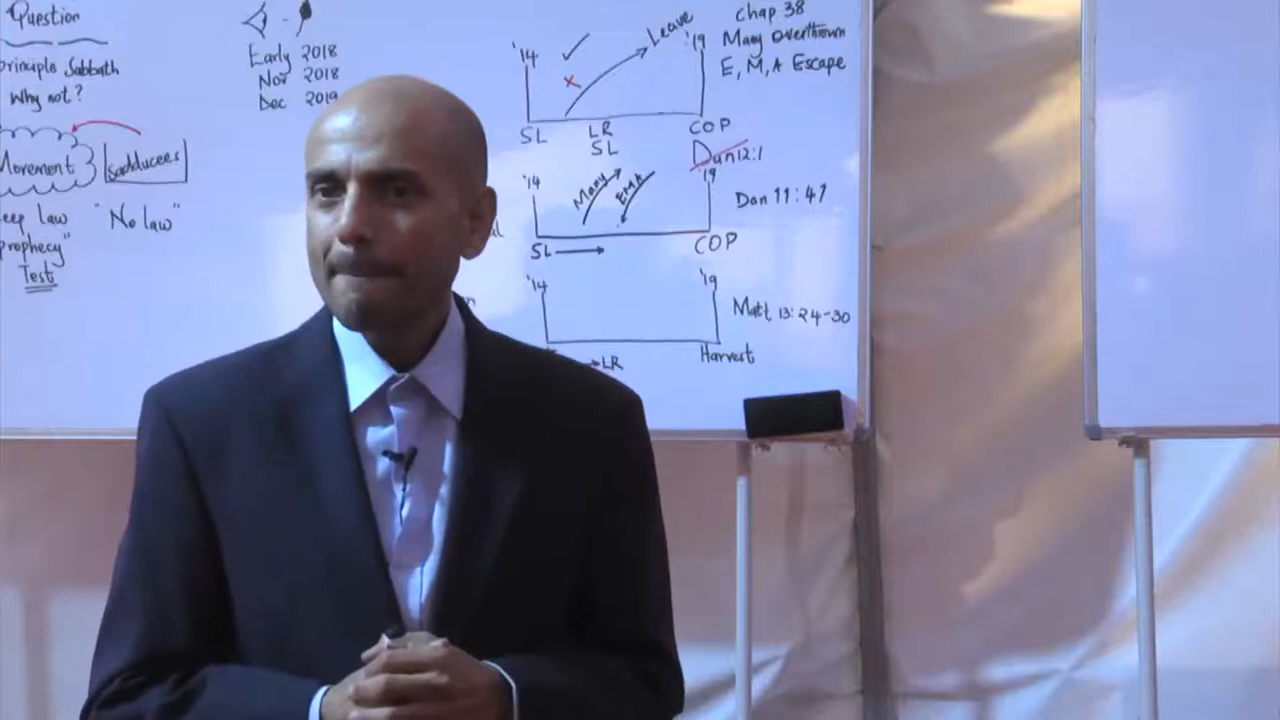 Question
principle Sabbath
Why not?
Movement
Sadducees
eep law
"No law"
prophecy"
Test
Early 2018
Nov 2018
Dec 2019
'14
Leave
'19
SL
LR
SL
COP
Chap 38
Many overthrown
E, M, A Escape
Dan 12:1
'14
Many
EMA
'19
SL
COP
Dan 11:41
'14
'19
LR
Harvest
Matt 13:24-30